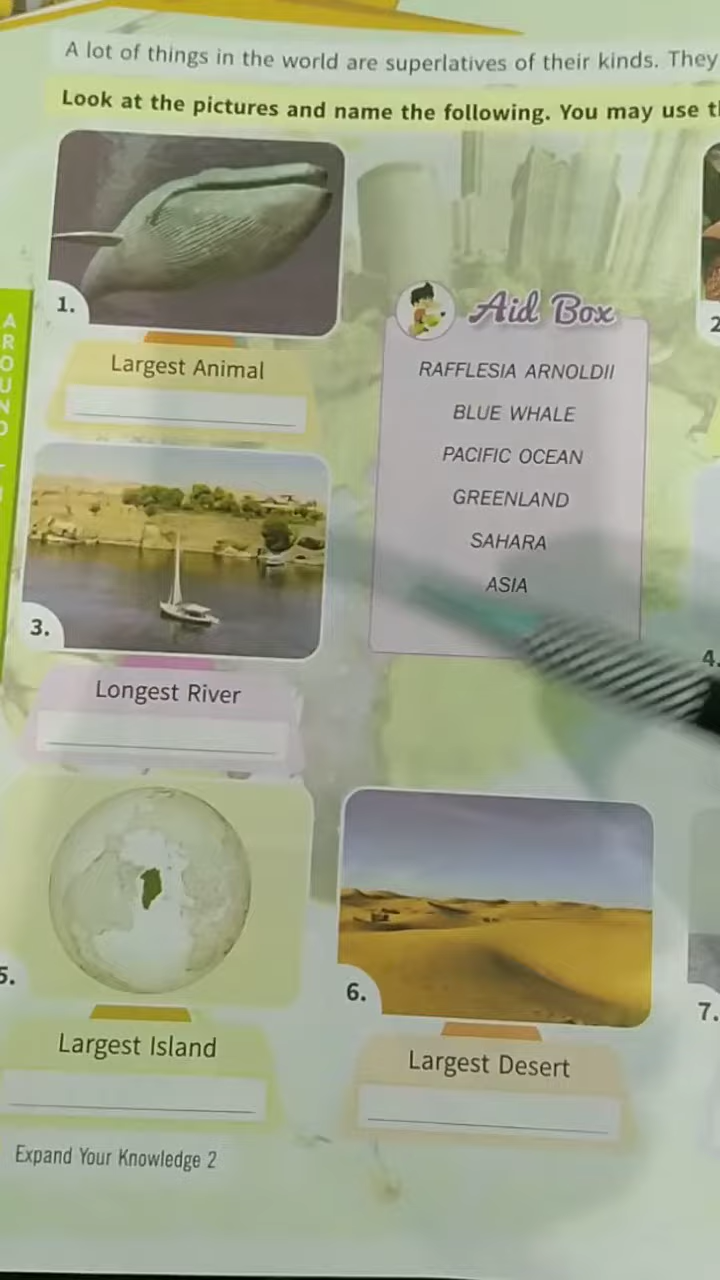 A lot of things in the world are superlatives of their kinds. They
Look at the pictures and name the following. You may use
1.
Largest Animal
Aid Box
RAFFLESIA ARNOLDII
BLUE WHALE
PACIFIC OCEAN
GREENLAND
SAHARA
ASIA
2
3.
Longest River
4.
5.
Largest Island
6.
Largest Desert
7.
Expand Your Knowledge 2
AROUND